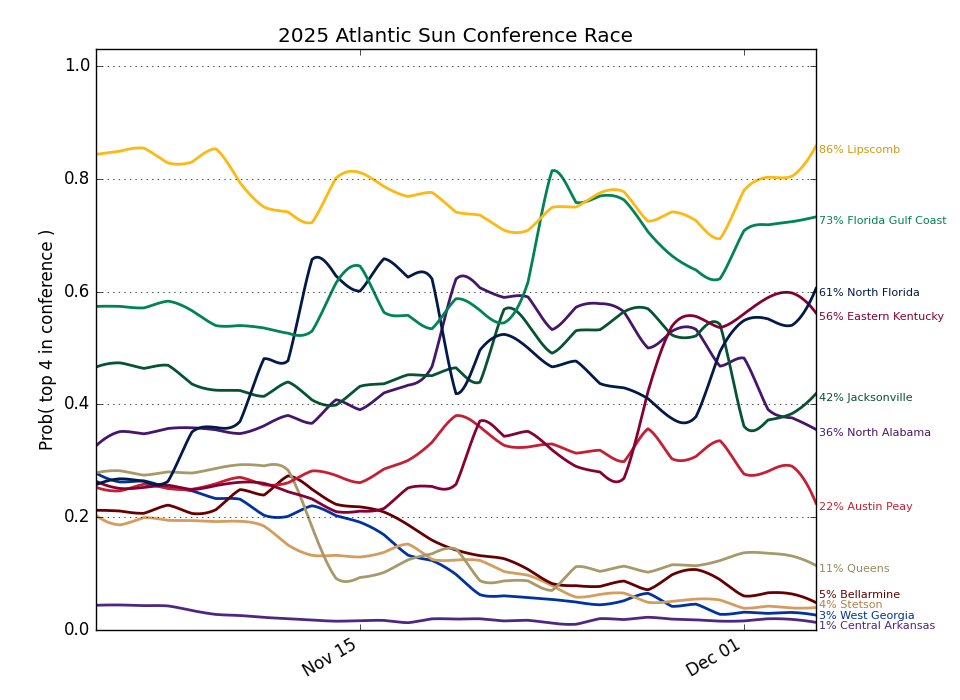 2025 Atlantic Sun Conference Race
Prob( top 4 in conference )
1.0
0.8
0.6
0.4
0.2
0.0
Nov 15
Dec 01
86% Lipscomb
73% Florida Gulf Coast
61% North Florida
56% Eastern Kentucky
42% Jacksonville
36% North Alabama
22% Austin Peay
11% Queens
5% Bellarmine
4% Stetson
3% West Georgia
1% Central Arkansas